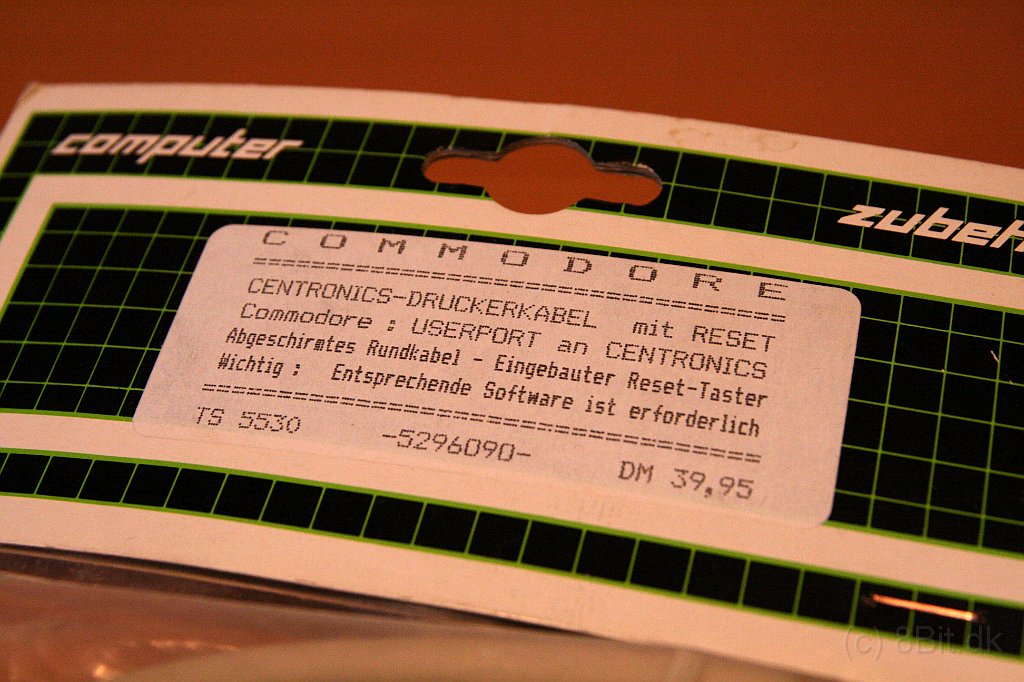 computer
zubeh
C O M M O D O R E
================================
CENTRONICS-DRUCKERKABEL mit RESET
Commodore : USERPORT an CENTRONICS
Abgeschirmtes Rundkabel - Eingebauter Reset-Taster
Wichtig : Entsprechende Software ist erforderlich
================================
TS 5530 -5296090- DM 39,95
(c) 8Bit.dk